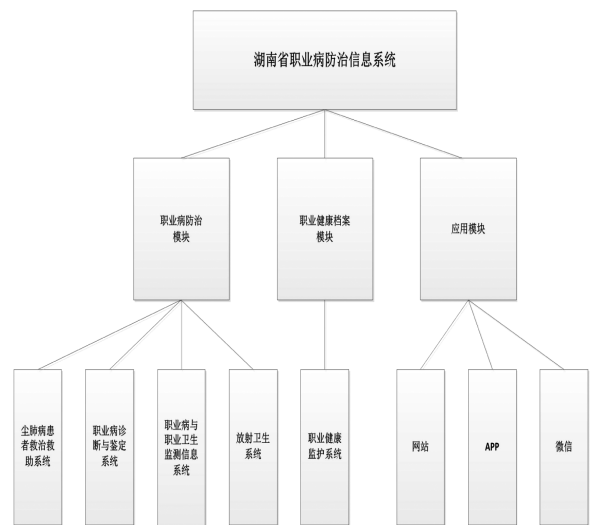 湖南省职业病防治信息系统
职业病防治
模块
职业健康档案
模块
应用模块
尘肺病患
者救治救
助系统
职业病诊
断与鉴定
系统
职业病与
职业卫生
监测信息
系统
放射卫生
系统
职业健康
监护系统
网站
APP
微信